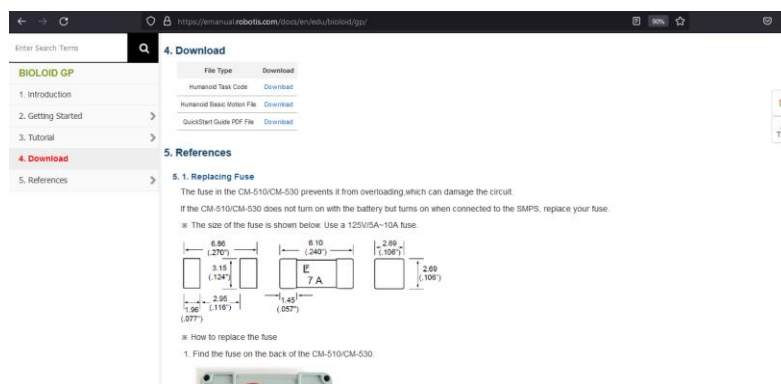 https://emanual.robotis.com/docs/en/edu/bioloid/gp/
90%
Enter Search Terms
BIOLOID GP
1. Introduction
2. Getting Started
3. Tutorial
4. Download
5. References
4. Download
File Type Download
Humanoid Task Code Download
Humanoid Basic Motion File Download
QuickStart Guide PDF File Download
5. References
5. 1. Replacing Fuse
The fuse in the CM-510/CM-530 prevents it from overloading,which can damage the circuit.
If the CM-510/CM-530 does not turn on with the battery but turns on when connected to the SMPS, replace your fuse.
※ The size of the fuse is shown below. Use a 125V/5A~10A fuse.
6.86
(.270")
6.10
(.240")
2.69
(.106")
3.15
(.124")
7 A
2.69
(.106")
1.96
(.077")
2.95
(.116")
1.45
(.057")
※ How to replace the fuse
1. Find the fuse on the back of the CM-510/CM-530.